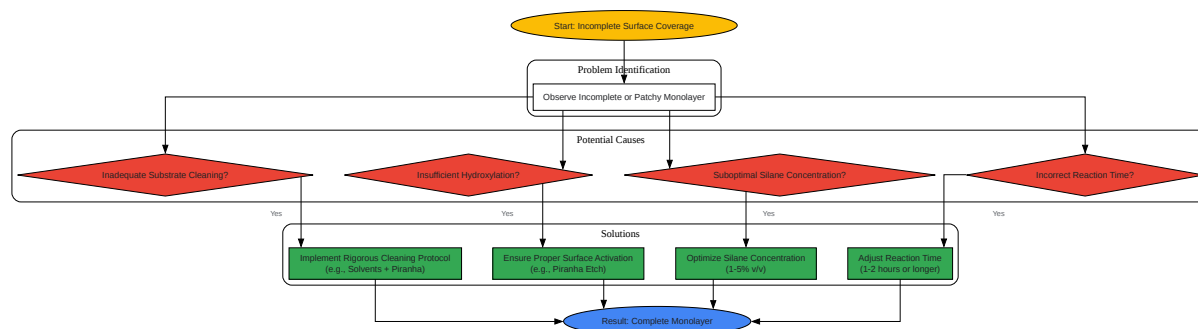 Start: Incomplete Surface Coverage
Problem Identification
Observe Incomplete or Patchy Monolayer
Potential Causes
Inadequate Substrate Cleaning?
Insufficient Hydroxylation?
Suboptimal Silane Concentration?
Incorrect Reaction Time?
Yes
Yes
Yes
Yes
Solutions
Implement Rigorous Cleaning Protocol
(e.g., Solvents + Piranha)
Ensure Proper Surface Activation
(e.g., Piranha Etch)
Optimize Silane Concentration
(1-5% v/v)
Adjust Reaction Time
(1-2 hours or longer)
Result: Complete Monolayer